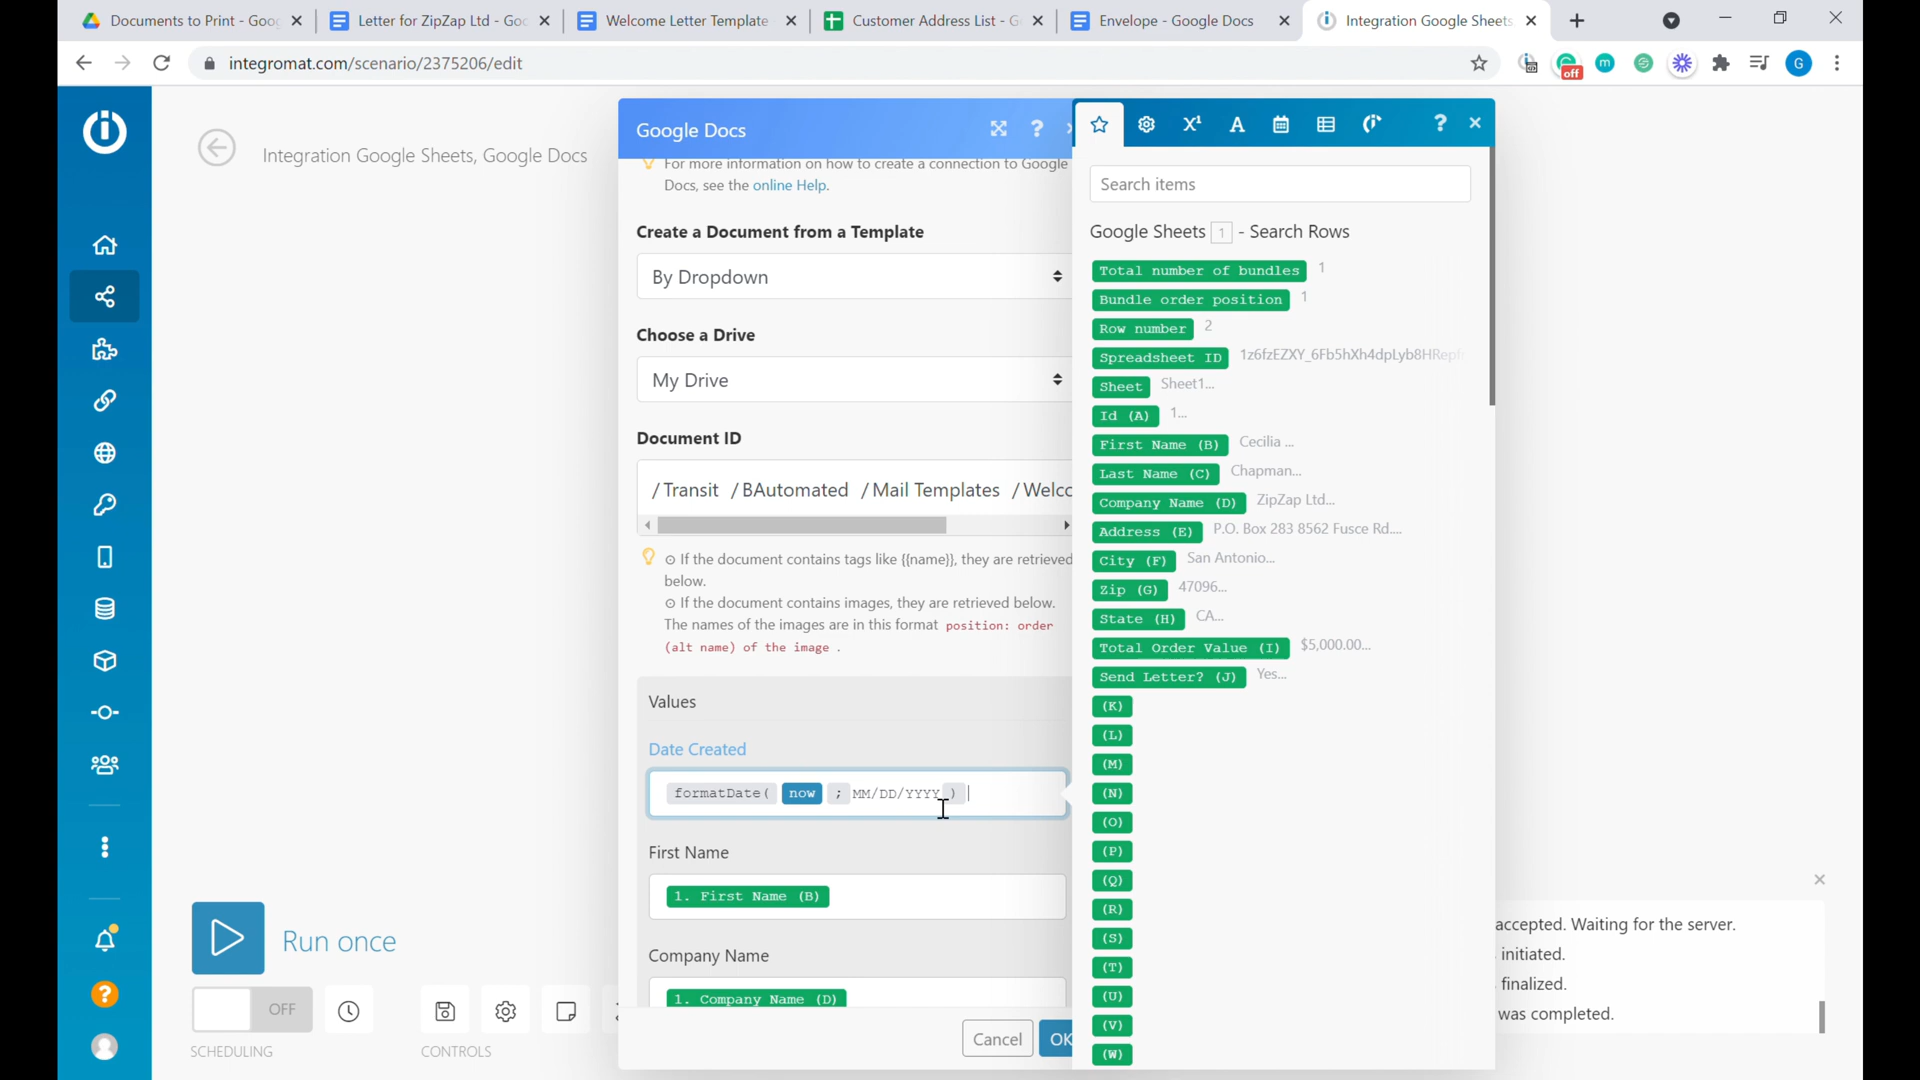 Documents to Print - Goog
Letter for ZipZap Ltd - Goo
Welcome Letter Template
Customer Address List - G
Envelope - Google Docs
Integration Google Sheets,
integromat.com/scenario/2375206/edit
off
m
G
Integration Google Sheets, Google Docs
Google Docs
?
For more information on how to create a connection to Google
Docs, see the online Help.
Create a Document from a Template
By Dropdown
Choose a Drive
My Drive
Document ID
/ Transit / BAutomated / Mail Templates / Welco
⊙ If the document contains tags like {{name}}, they are retrieved
below.
⊙ If the document contains images, they are retrieved below.
The names of the images are in this format position: order
(alt name) of the image .
Values
Date Created
formatDate( now ; MM/DD/YYYY )
First Name
1. First Name (B)
Company Name
1. Company Name (D)
Cancel
OK
A
?
Search items
Google Sheets 1 - Search Rows
Total number of bundles 1
Bundle order position 1
Row number 2
Spreadsheet ID 1z6fzEZXY_6Fb5hXh4dpLyb8HRepf
Sheet Sheet1...
Id (A) 1...
First Name (B) Cecilia ...
Last Name (C) Chapman...
Company Name (D) ZipZap Ltd...
Address (E) P.O. Box 283 8562 Fusce Rd....
City (F) San Antonio...
Zip (G) 47096...
State (H) CA...
Total Order Value (I) $5,000.00...
Send Letter? (J) Yes...
(K)
(L)
(M)
(N)
(O)
(P)
(Q)
(R)
(S)
(T)
(U)
(V)
(W)
Run once
OFF
SCHEDULING
CONTROLS
accepted. Waiting for the server.
initiated.
finalized.
was completed.